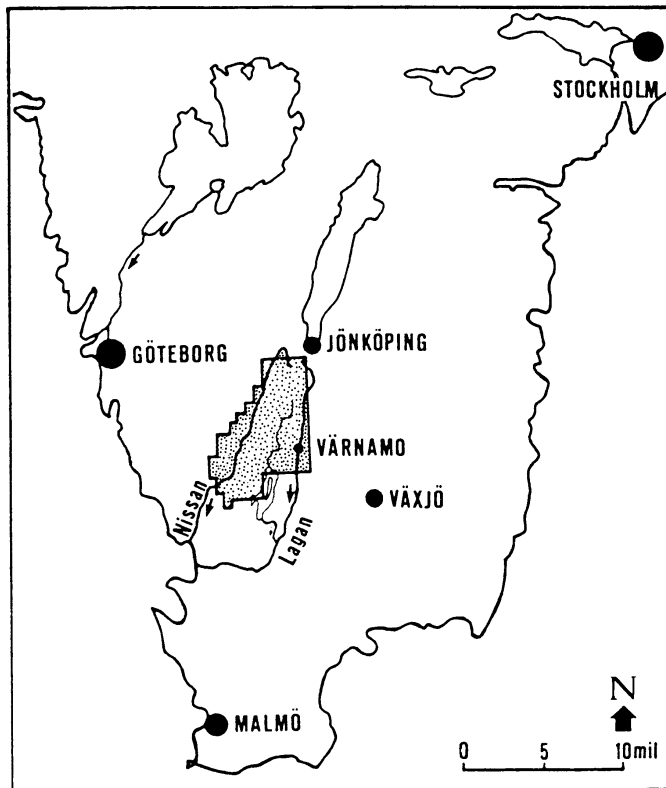 STOCKHOLM
JÖNKÖPING
GÖTEBORG
VÄRNAMO
VÄXJÖ
Nissan
Lagan
MALMÖ
N
0 5 10mil